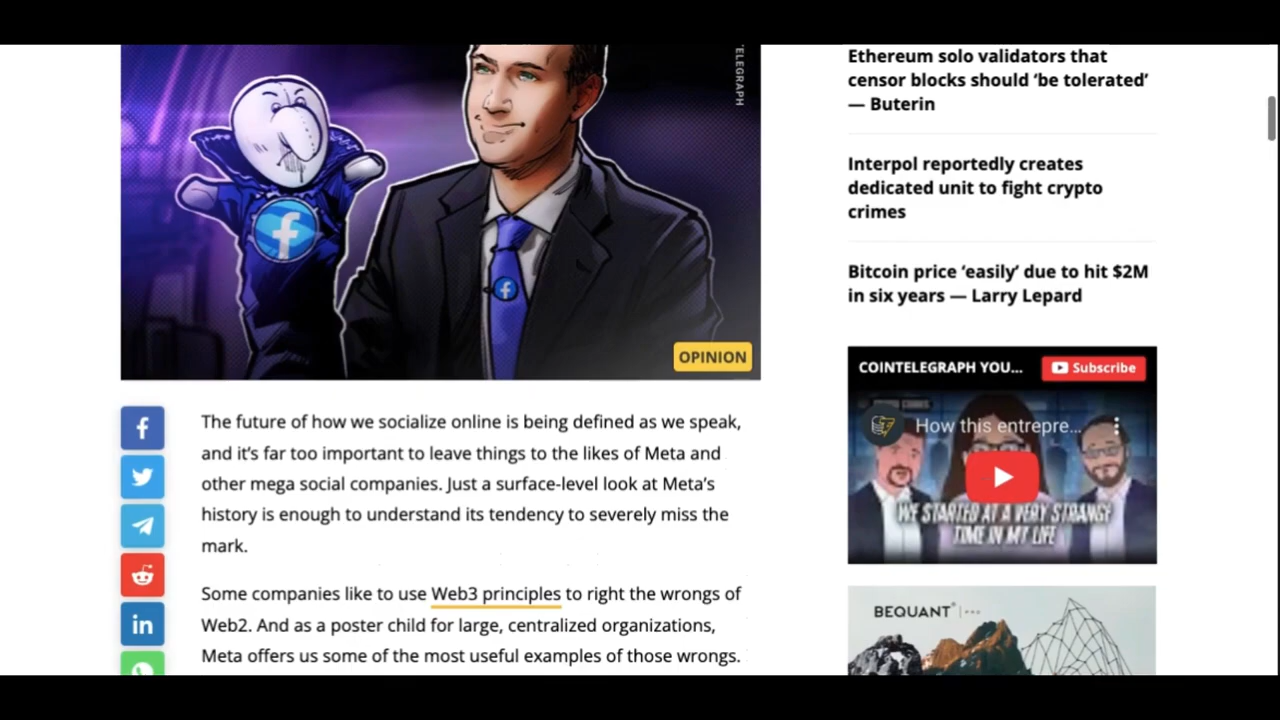 ELEGRAPH
OPINION
The future of how we socialize online is being defined as we speak,
and it's far too important to leave things to the likes of Meta and
other mega social companies. Just a surface-level look at Meta's
history is enough to understand its tendency to severely miss the
mark.
Some companies like to use Web3 principles to right the wrongs of
Web2. And as a poster child for large, centralized organizations,
Meta offers us some of the most useful examples of those wrongs.
Ethereum solo validators that
censor blocks should ‘be tolerated’
— Buterin
Interpol reportedly creates
dedicated unit to fight crypto
crimes
Bitcoin price ‘easily’ due to hit $2M
in six years — Larry Lepard
COINTELEGRAPH YOU...
Subscribe
How this entrepre...
WE STARTED AT A VERY STRANGE
TIME IN MY LIFE
BEQUANT